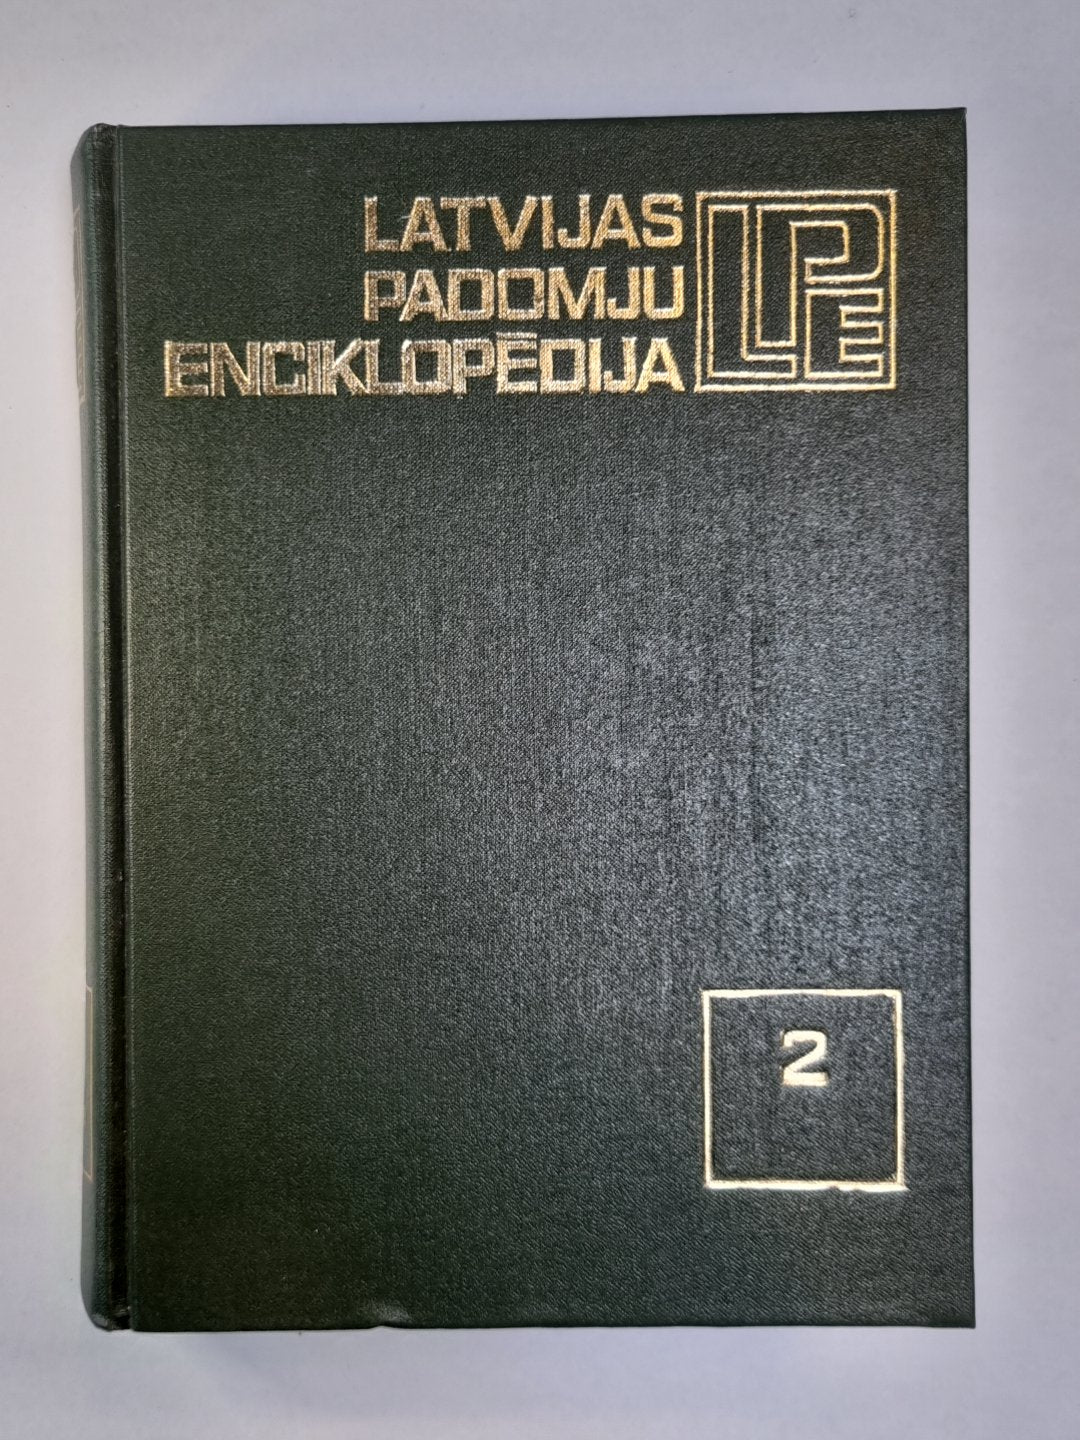 LATVIJAS
PADOMJU
ENCIKLOPĒDIJA
LPE
2